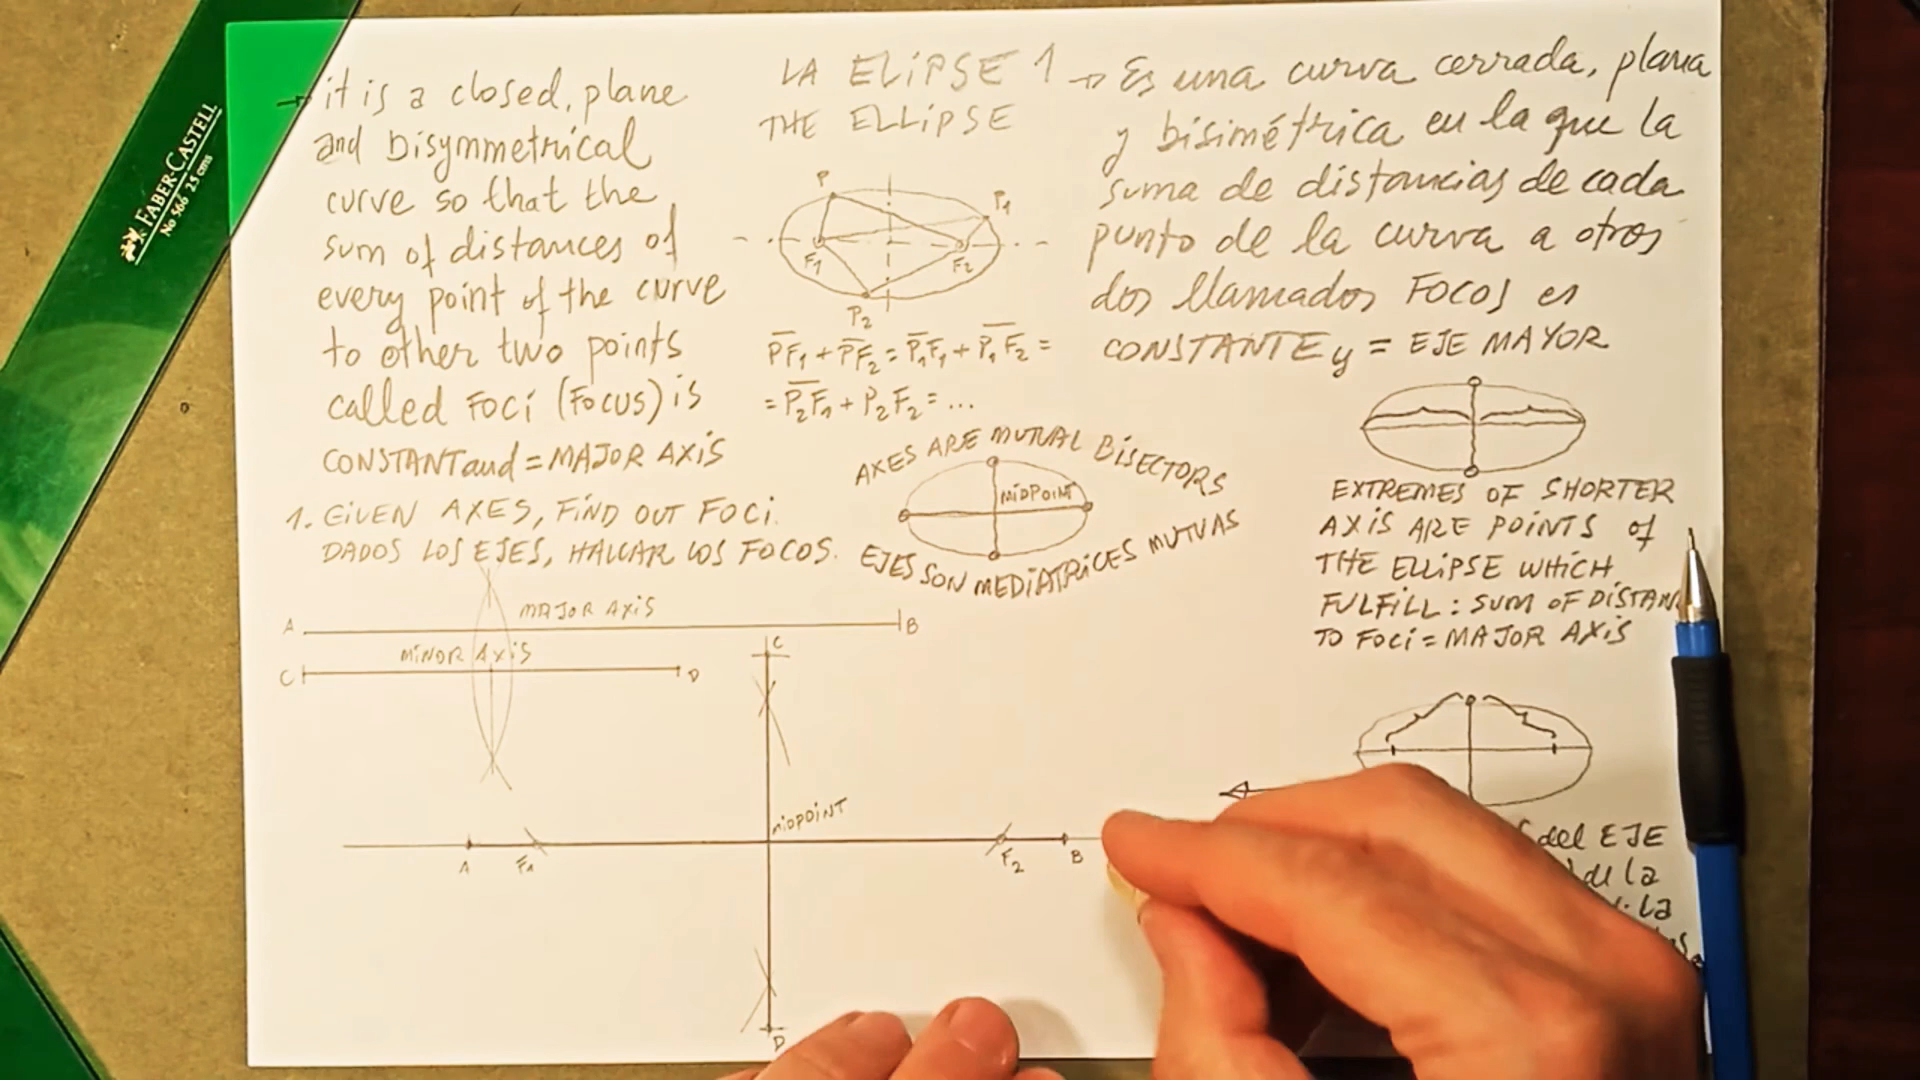 FABER-CASTELL
No 566 25 cms
LA ELIPSE 1
THE ELLIPSE
→ it is a closed, plane
and bisymmetrical
curve so that the
sum of distances of
every point of the curve
to other two points
called FOCI (FOCUS) is
CONSTANT and = MAJOR AXIS
→ Es una curva cerrada, plana
y bisimétrica en la que la
suma de distancias de cada
punto de la curva a otros
dos llamados FOCOS es
CONSTANTE y = EJE MAYOR
P
P1
F1
F2
P2
PF1 + PF2 = P1F1 + P1F2 =
= P2F1 + P2F2 = ...
AXES ARE MUTUAL BISECTORS
MIDPOINT
EJES SON MEDIATRICES MUTUAS
EXTREMES OF SHORTER
AXIS ARE POINTS of
THE ELLIPSE WHICH
FULFILL: SUM OF DISTAN
TO FOCI = MAJOR AXIS
1. GIVEN AXES, FIND OUT FOCI.
DADOS LOS EJES, HALLAR LOS FOCOS.
MAJOR AXIS
A
B
MINOR AXIS
C
D
C
MIDPOINT
A
F1
F2
B
D
del EJE
de la
la